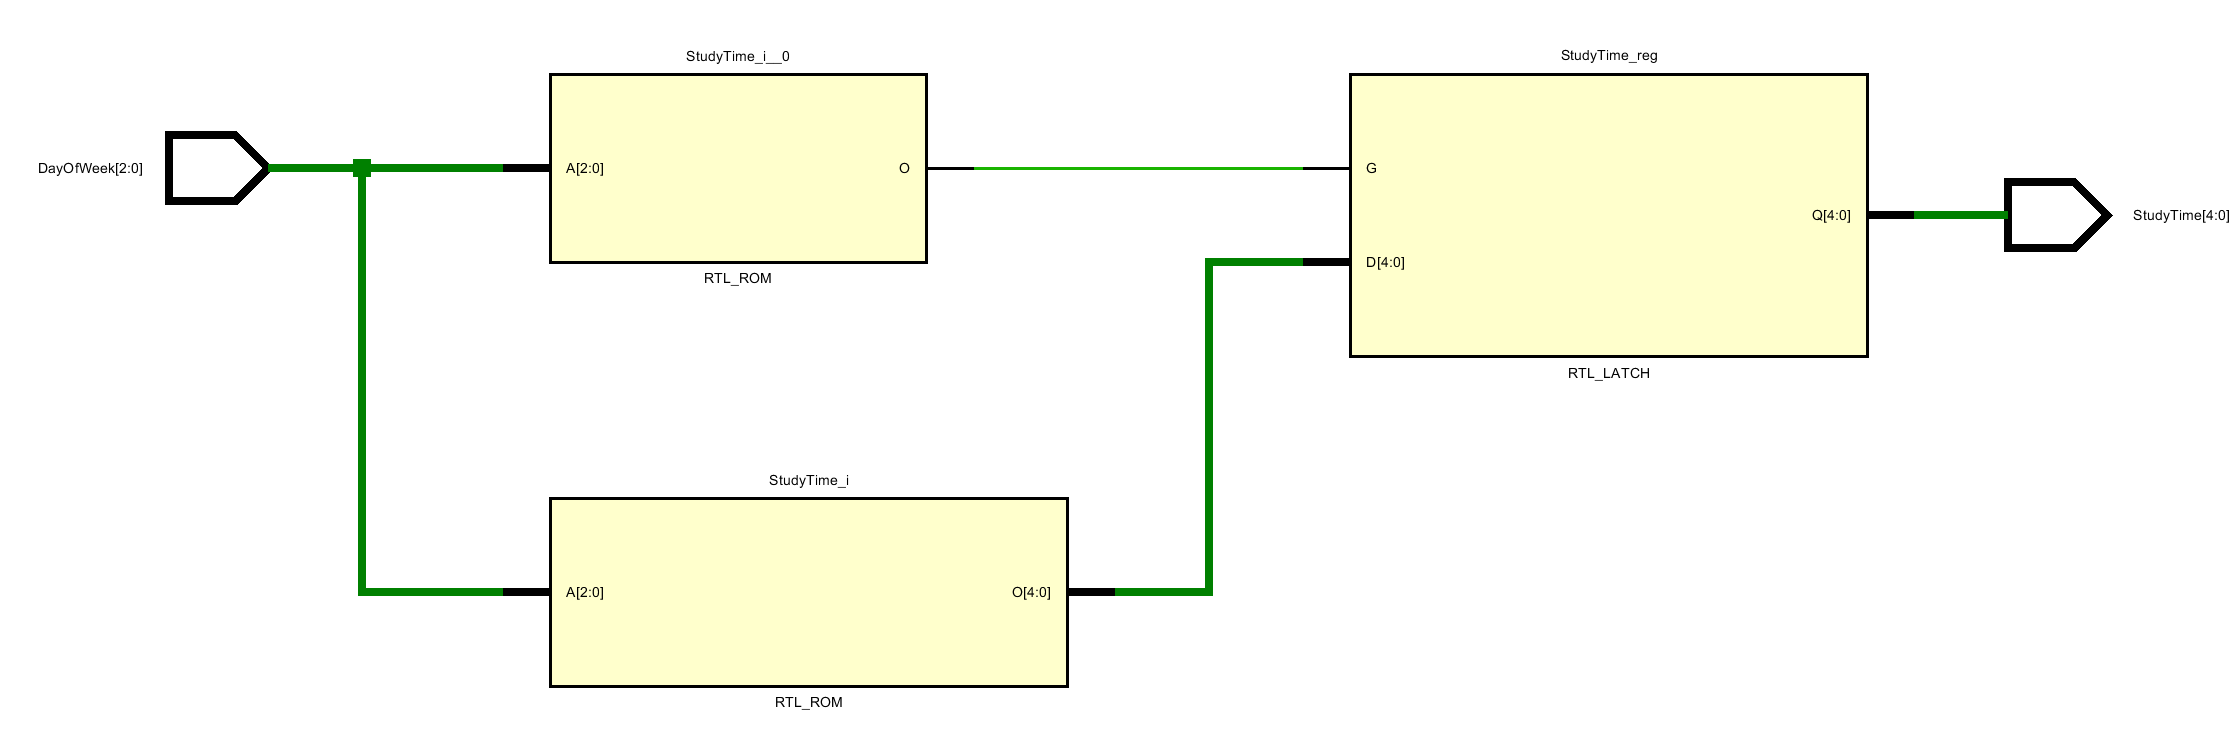 StudyTime_i__0
StudyTime_reg
DayOfWeek[2:0]
A[2:0]
O
G
Q[4:0]
StudyTime[4:0]
D[4:0]
RTL_ROM
RTL_LATCH
StudyTime_i
A[2:0]
O[4:0]
RTL_ROM